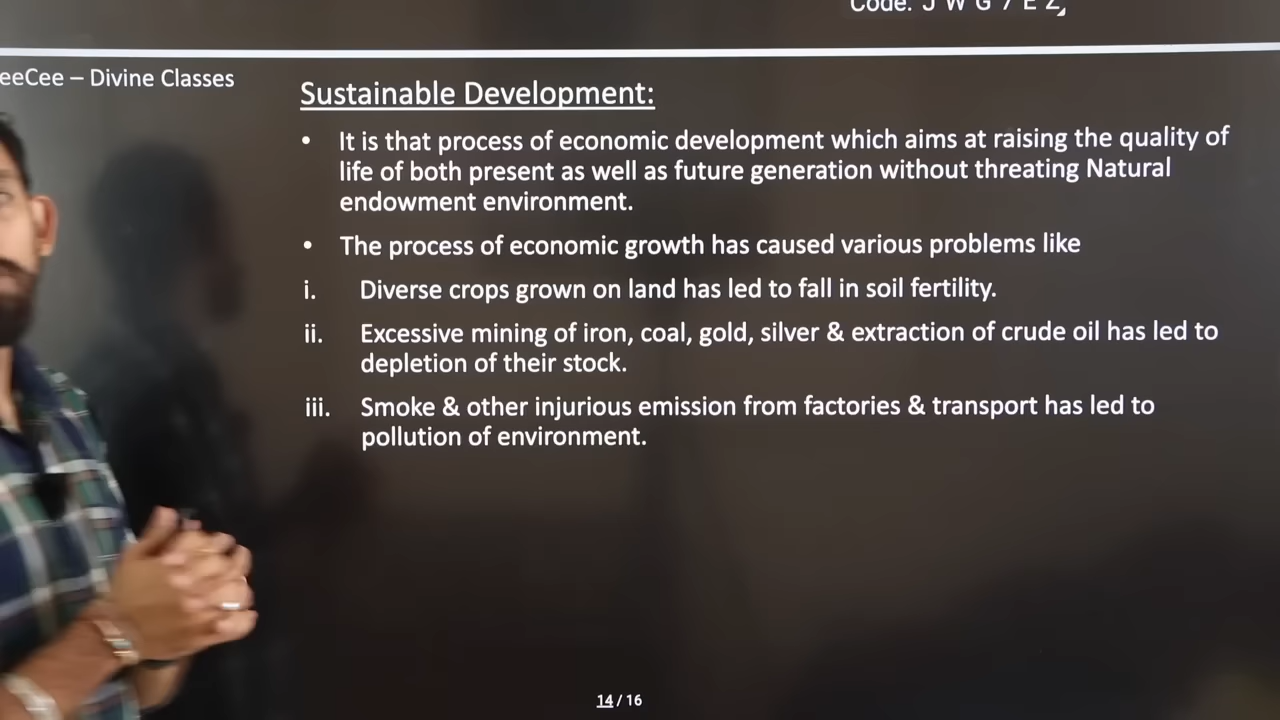 Code: J W G 7 E Z
eeCee – Divine Classes
Sustainable Development:
• It is that process of economic development which aims at raising the quality of
life of both present as well as future generation without threating Natural
endowment environment.
• The process of economic growth has caused various problems like
i. Diverse crops grown on land has led to fall in soil fertility.
ii. Excessive mining of iron, coal, gold, silver & extraction of crude oil has led to
depletion of their stock.
iii. Smoke & other injurious emission from factories & transport has led to
pollution of environment.
14 / 16